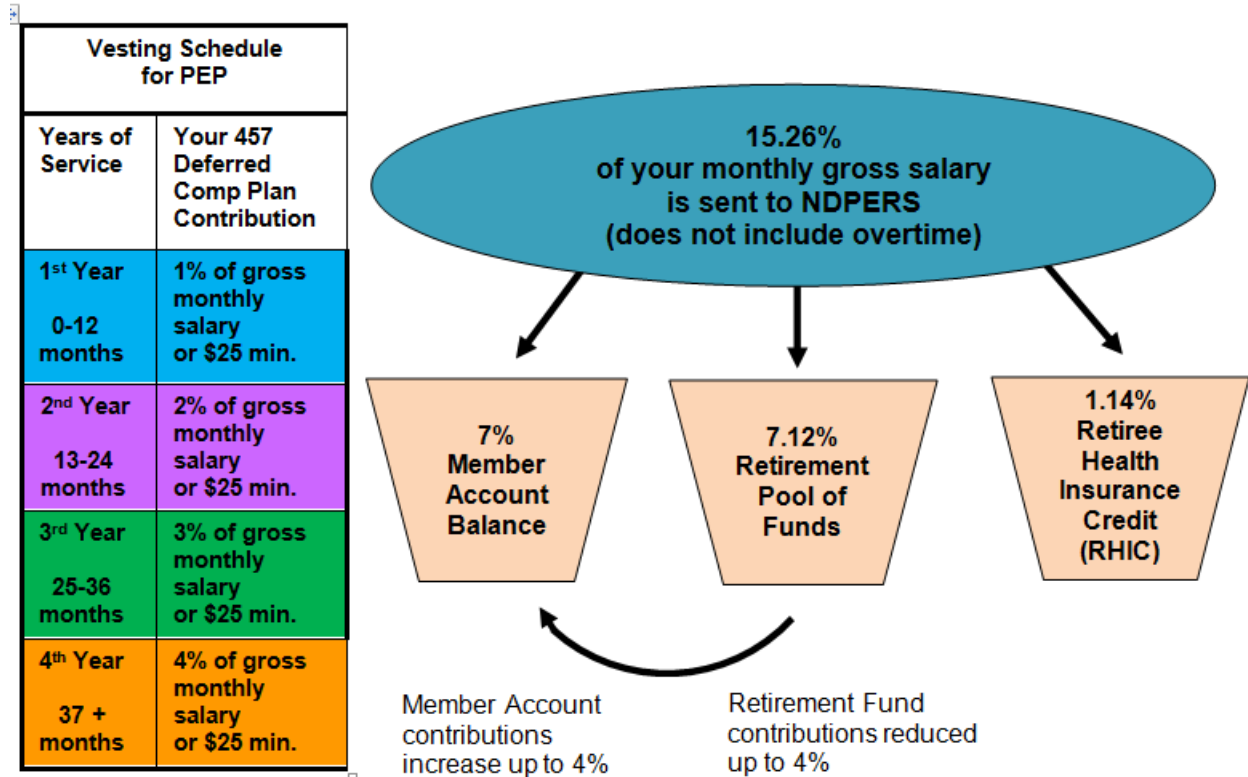 Vesting Schedule
for PEP
Years of
Service
Your 457
Deferred
Comp Plan
Contribution
1st Year
0-12
months
1% of gross
monthly
salary
or $25 min.
2nd Year
13-24
months
2% of gross
monthly
salary
or $25 min.
3rd Year
25-36
months
3% of gross
monthly
salary
or $25 min.
4th Year
37 +
months
4% of gross
monthly
salary
or $25 min.
15.26%
of your monthly gross salary
is sent to NDPERS
(does not include overtime)
7%
Member
Account
Balance
7.12%
Retirement
Pool of
Funds
1.14%
Retiree
Health
Insurance
Credit
(RHIC)
Member Account
contributions
increase up to 4%
Retirement Fund
contributions reduced
up to 4%